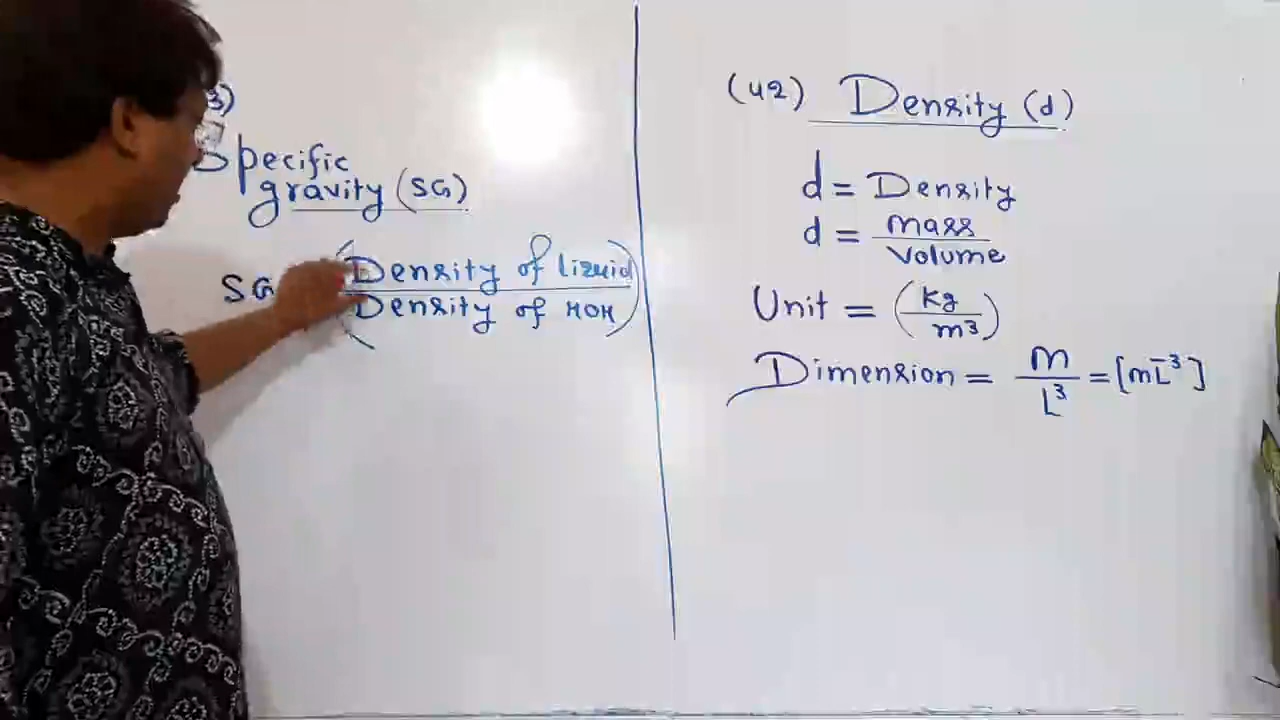 3)
Specific
gravity (SG)
SG
(Density of Liquid)
Density of HOH
(42) Density (d)
d = Density
d = mass
volume
Unit = (kg
m³)
Dimension = M
L³ = [mL⁻³]